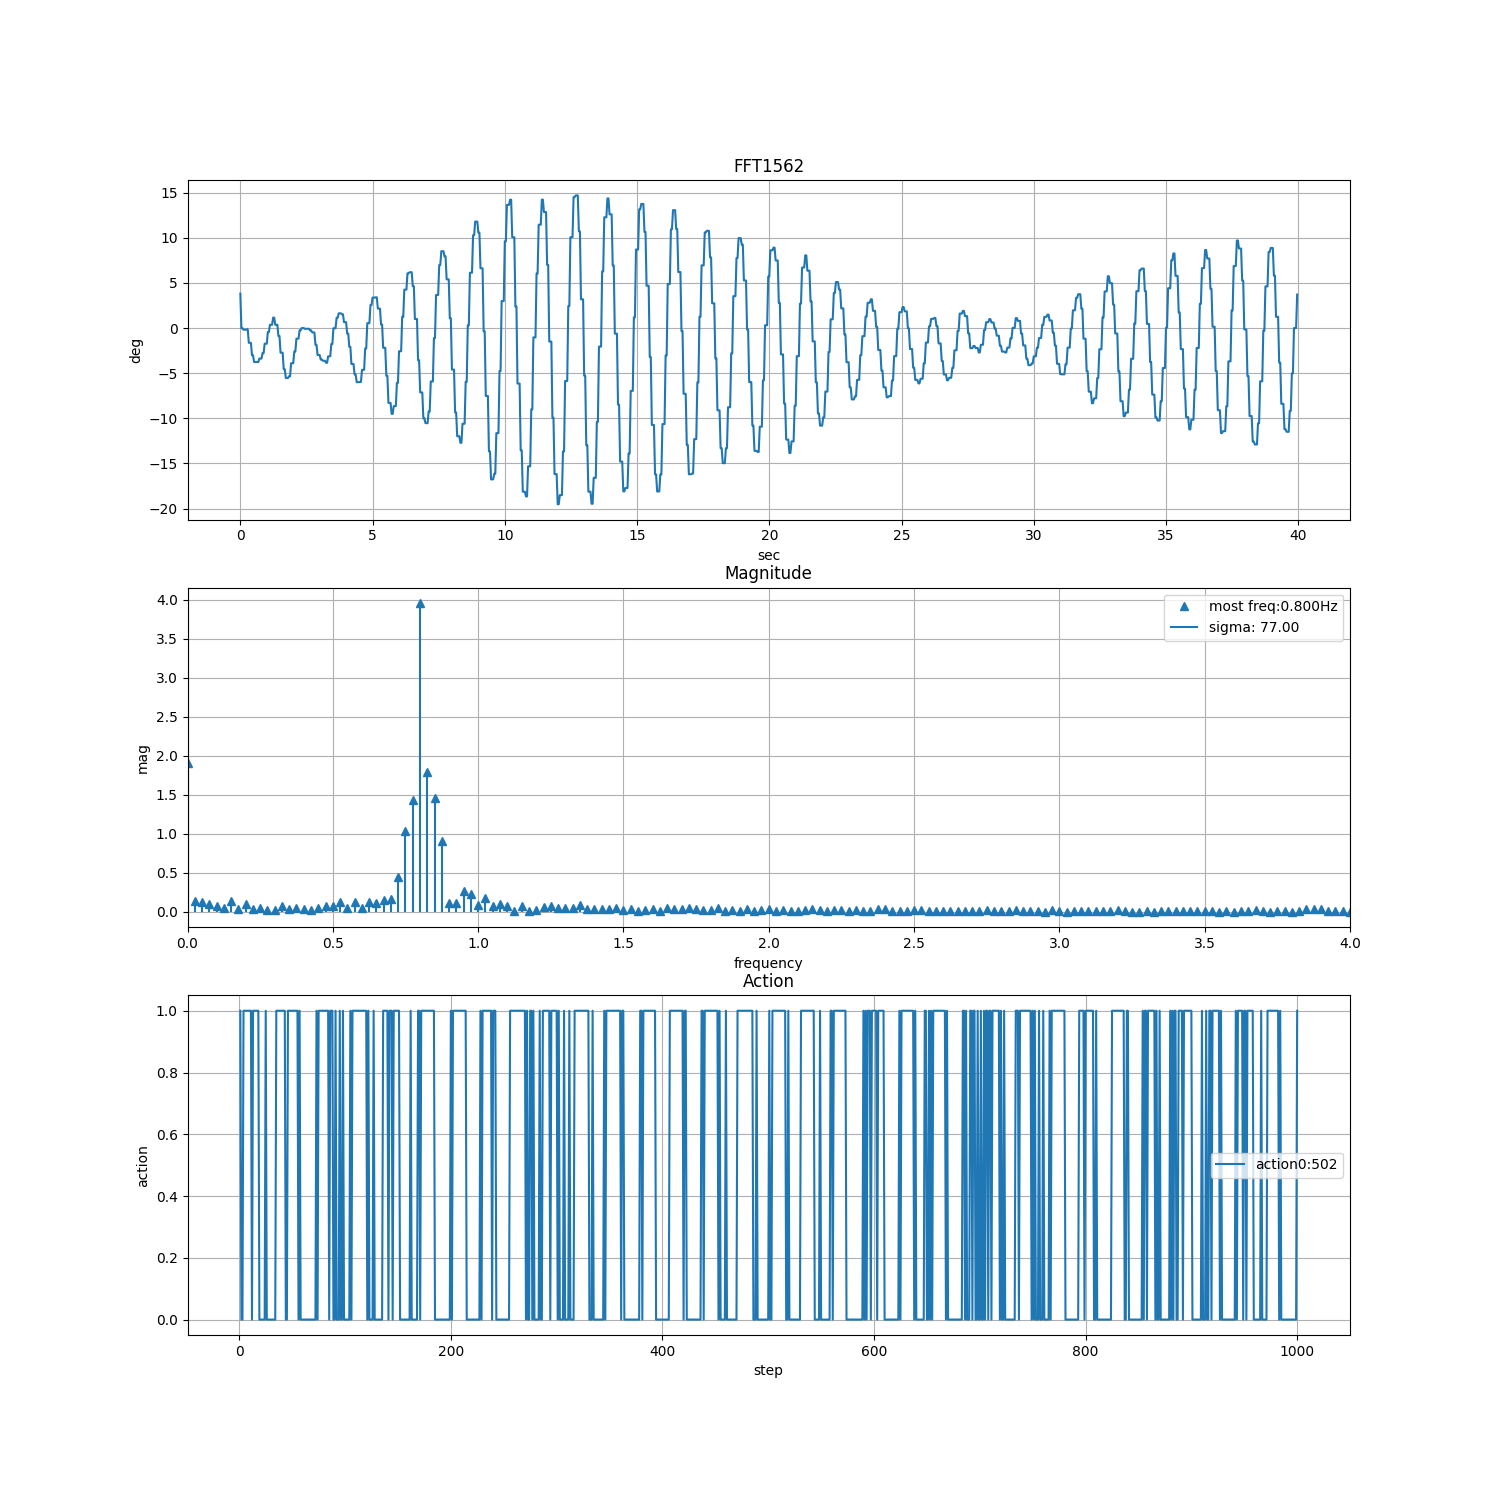 FFT1562
15
10
5
0
−5
−10
−15
−20
deg
0 5 10 15 20 25 30 35 40
sec
Magnitude
4.0
3.5
3.0
2.5
2.0
1.5
1.0
0.5
0.0
mag
most freq:0.800Hz
sigma: 77.00
0.0 0.5 1.0 1.5 2.0 2.5 3.0 3.5 4.0
frequency
Action
1.0
0.8
0.6
0.4
0.2
0.0
action
action0:502
0 200 400 600 800 1000
step